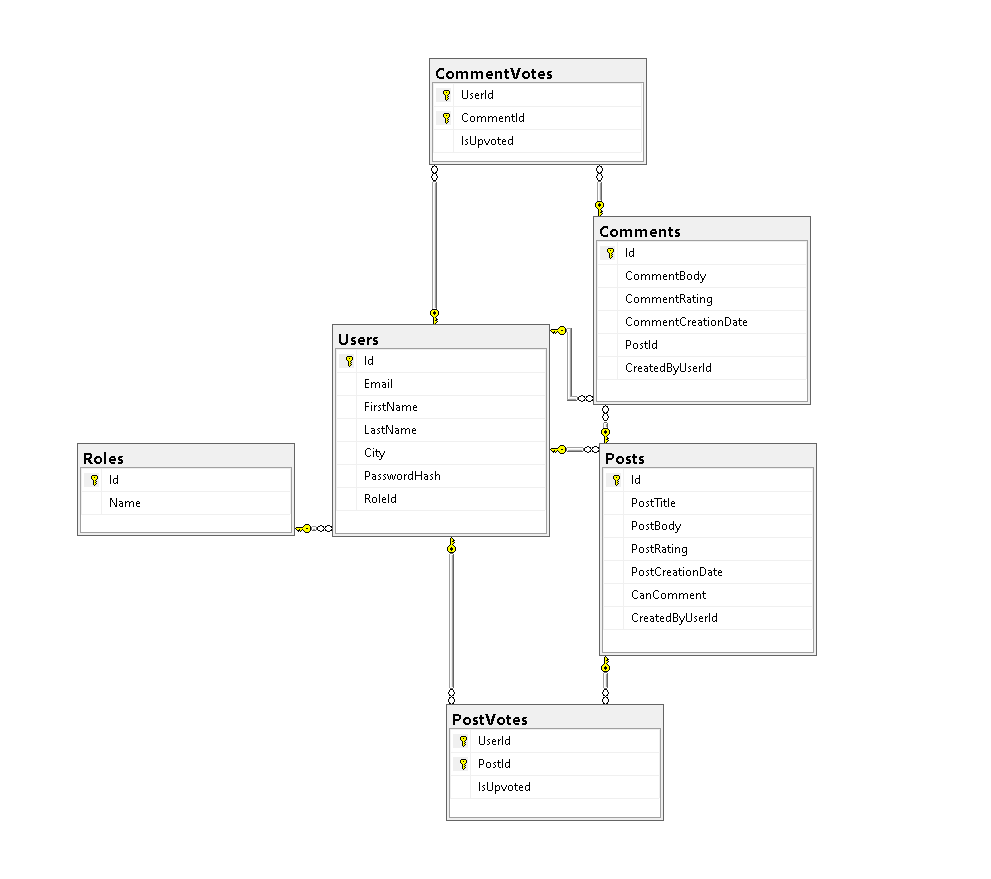 CommentVotes
UserId
CommentId
IsUpvoted
Comments
Id
CommentBody
CommentRating
CommentCreationDate
PostId
CreatedByUserId
Users
Id
Email
FirstName
LastName
City
PasswordHash
RoleId
Roles
Id
Name
Posts
Id
PostTitle
PostBody
PostRating
PostCreationDate
CanComment
CreatedByUserId
PostVotes
UserId
PostId
IsUpvoted